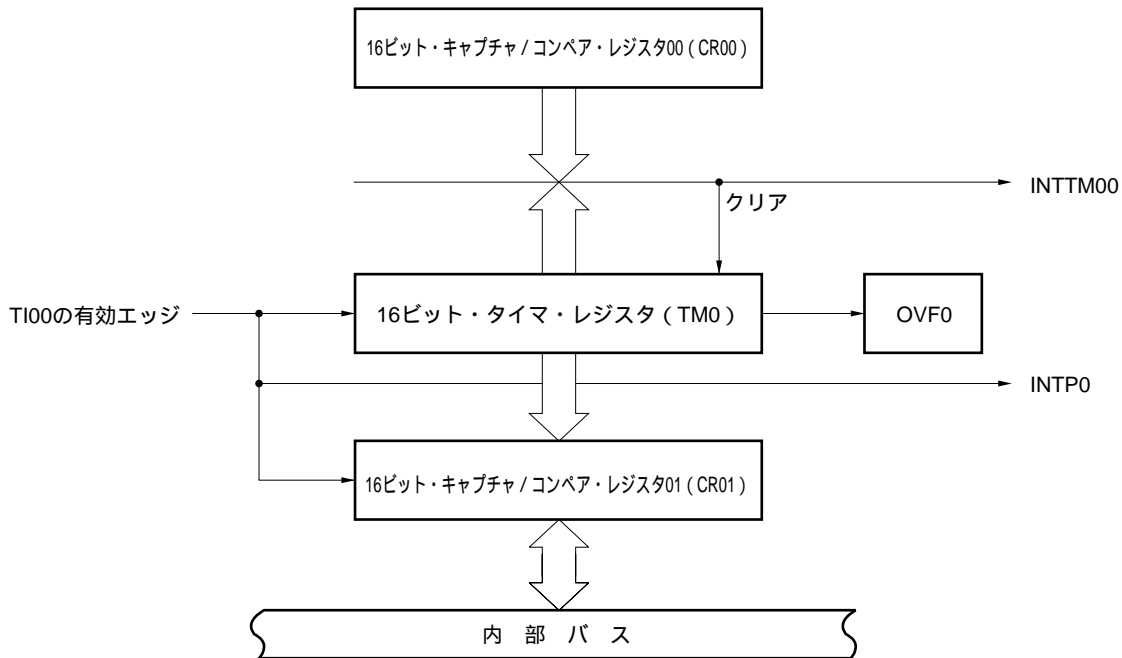 16ビット・キャプチャ / コンペア・レジスタ00 ( CR00 )
INTTM00
クリア
TI00の有効エッジ
16ビット・タイマ・レジスタ ( TM0 )
OVF0
INTP0
16ビット・キャプチャ / コンペア・レジスタ01 ( CR01 )
内 部 バ ス